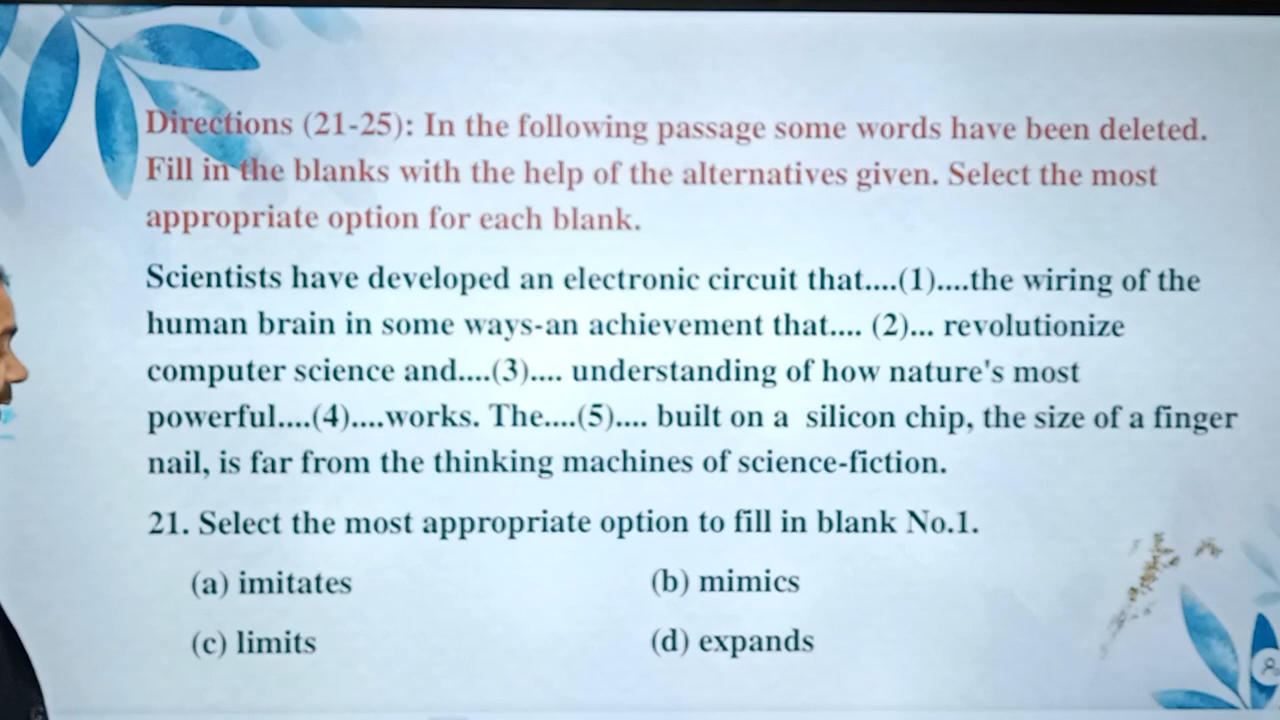 Directions (21-25): In the following passage some words have been deleted.
Fill in the blanks with the help of the alternatives given. Select the most
appropriate option for each blank.
Scientists have developed an electronic circuit that....(1)....the wiring of the
human brain in some ways-an achievement that.... (2)... revolutionize
computer science and....(3).... understanding of how nature's most
powerful....(4)....works. The....(5).... built on a silicon chip, the size of a finger
nail, is far from the thinking machines of science-fiction.
21. Select the most appropriate option to fill in blank No.1.
(a) imitates (b) mimics
(c) limits (d) expands